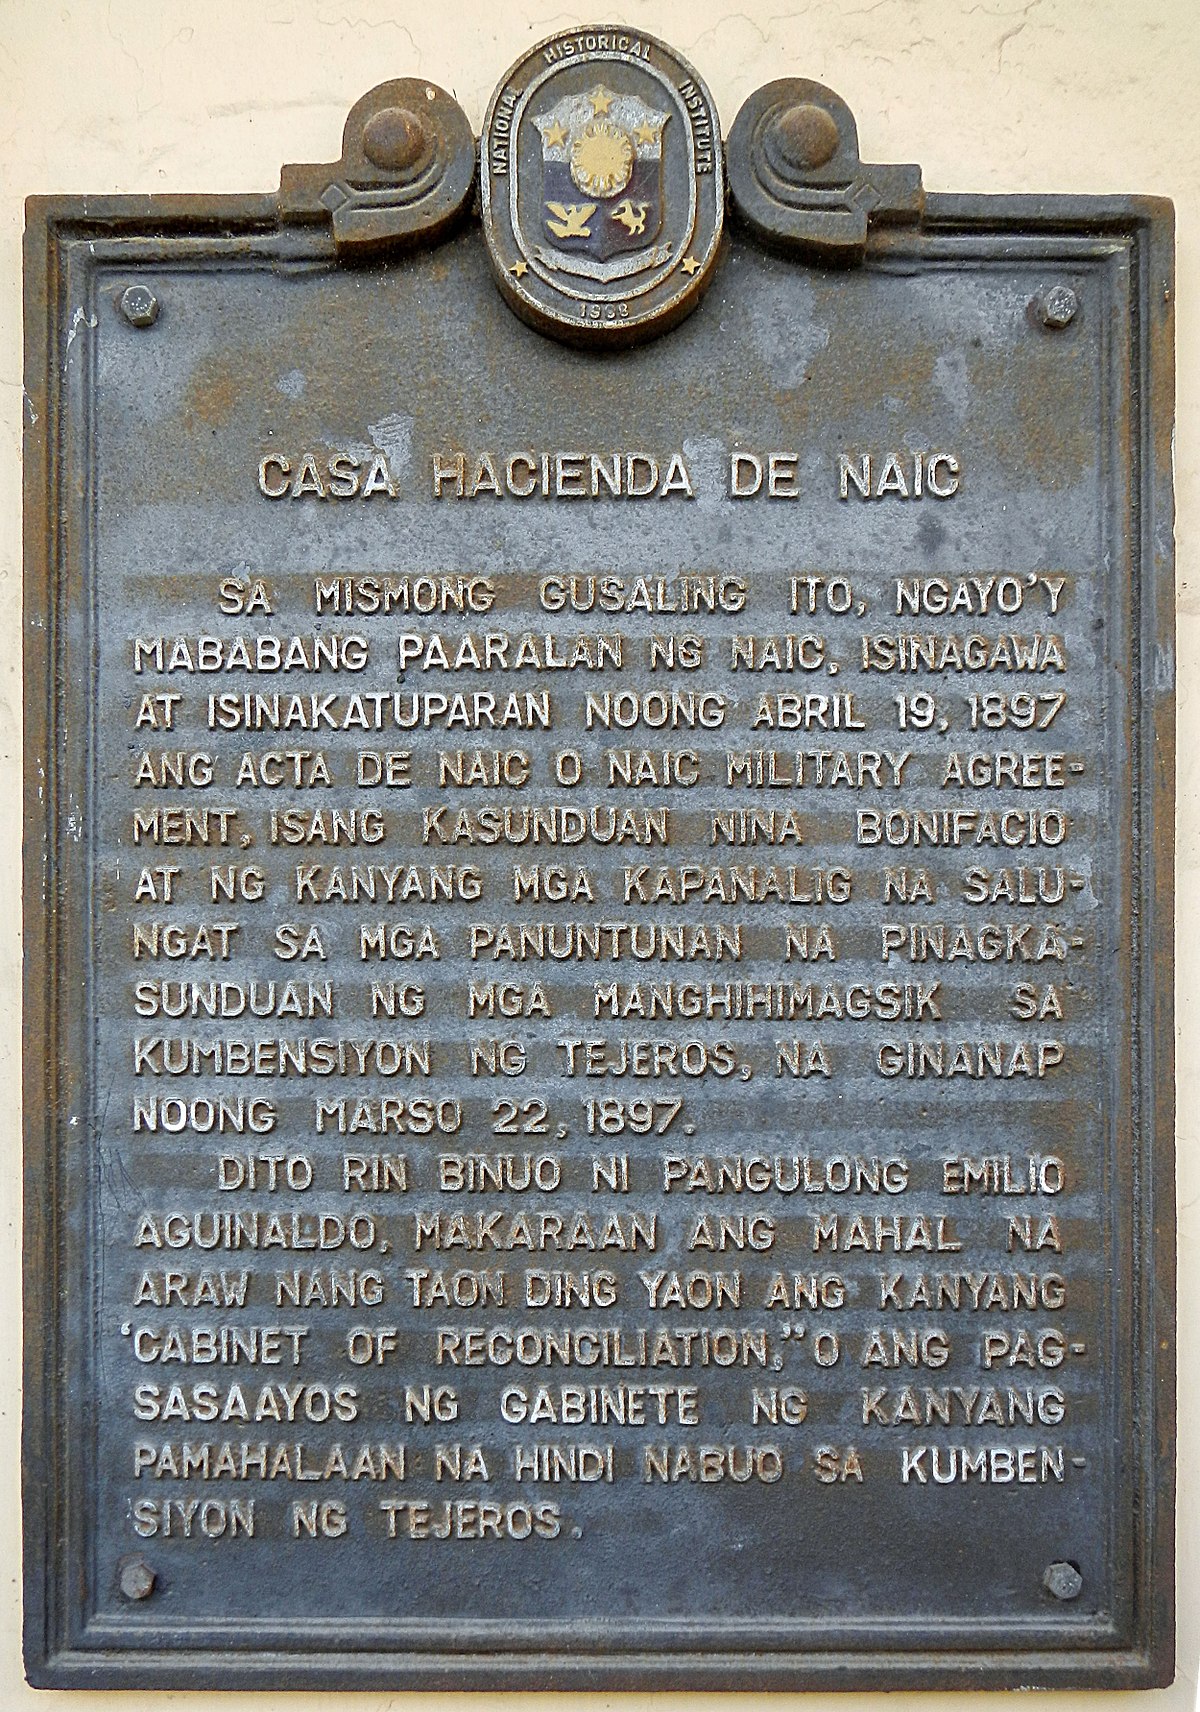 NATIONAL HISTORICAL INSTITUTE
1933
CASA HACIENDA DE NAIC
SA MISMONG GUSALING ITO, NGAYO'Y
MABABANG PAARALAN NG NAIC, ISINAGAWA
AT ISINAKATUPARAN NOONG ABRIL 19, 1897
ANG ACTA DE NAIC O NAIC MILITARY AGREE-
MENT, ISANG KASUNDUAN NINA BONIFACIO
AT NG KANYANG MGA KAPANALIG NA SALU-
NGAT SA MGA PANUNTUNAN NA PINAGKA-
SUNDUAN NG MGA MANGHIHIMAGSIK SA
KUMBENSIYON NG TEJEROS, NA GINANAP
NOONG MARSO 22, 1897.
DITO RIN BINUO NI PANGULONG EMILIO
AGUINALDO, MAKARAAN ANG MAHAL NA
ARAW NANG TAON DING YAON ANG KANYANG
'CABINET OF RECONCILIATION," O ANG PAG-
SASAAYOS NG GABINETE NG KANYANG
PAMAHALAAN NA HINDI NABUO SA KUMBEN-
SIYON NG TEJEROS.